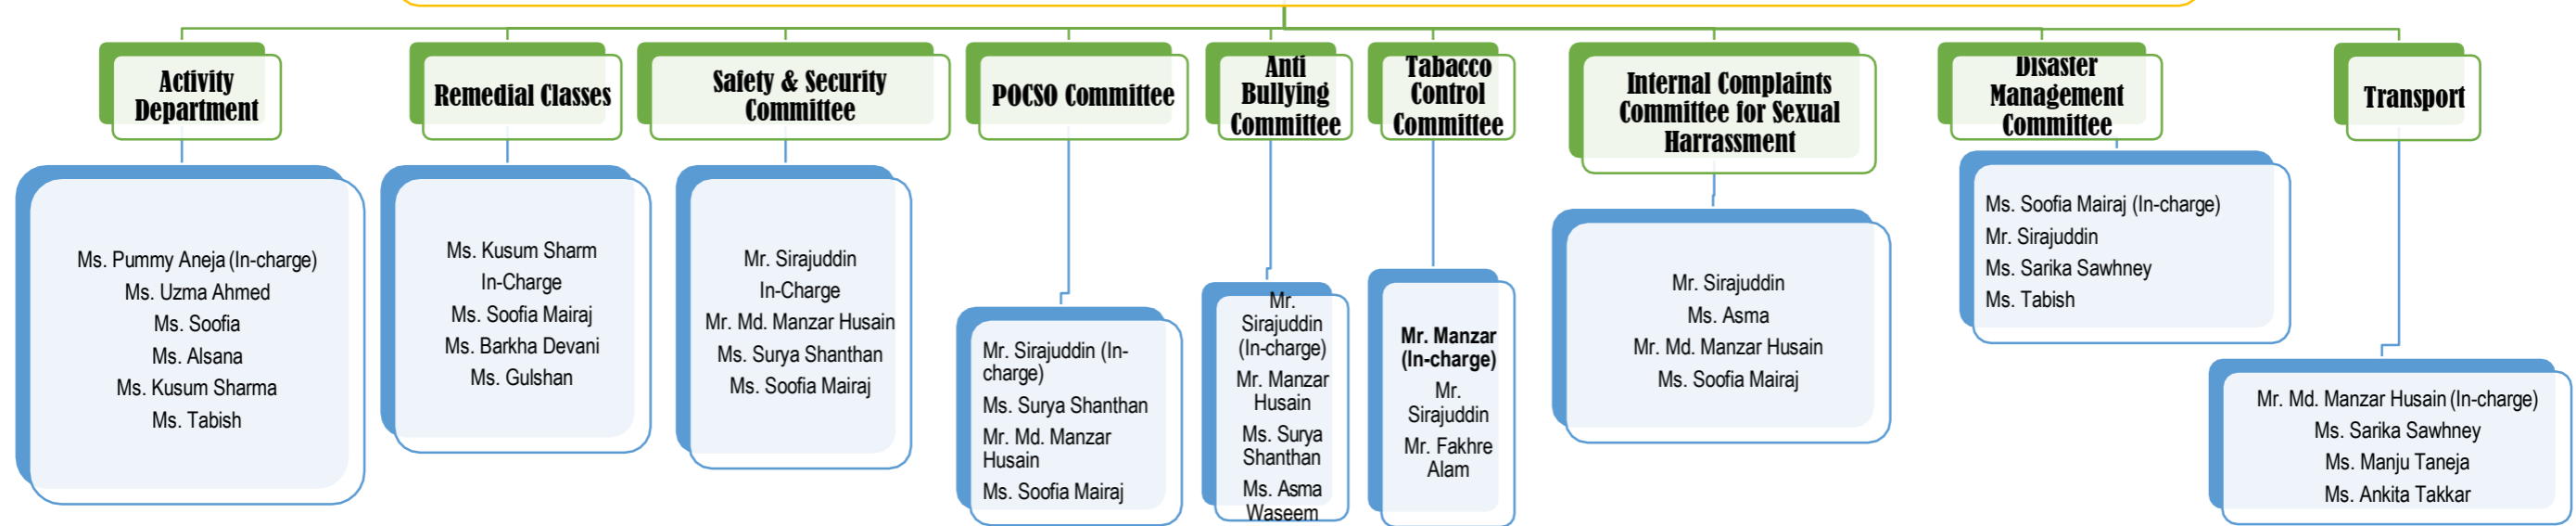 Activity
Department
Ms. Pummy Aneja (In-charge)
Ms. Uzma Ahmed
Ms. Soofia
Ms. Alsana
Ms. Kusum Sharma
Ms. Tabish
Remedial Classes
Ms. Kusum Sharm
In-Charge
Ms. Soofia Mairaj
Ms. Barkha Devani
Ms. Gulshan
Safety & Security
Committee
Mr. Sirajuddin
In-Charge
Mr. Md. Manzar Husain
Ms. Surya Shanthan
Ms. Soofia Mairaj
POCSO Committee
Mr. Sirajuddin (In-
charge)
Ms. Surya Shanthan
Mr. Md. Manzar
Husain
Ms. Soofia Mairaj
Anti
Bullying
Committee
Mr.
Sirajuddin
(In-charge)
Mr. Manzar
Husain
Ms. Surya
Shanthan
Ms. Asma
Waseem
Tabacco
Control
Committee
Mr. Manzar
(In-charge)
Mr.
Sirajuddin
Mr. Fakhre
Alam
Internal Complaints
Committee for Sexual
Harrassment
Mr. Sirajuddin
Ms. Asma
Mr. Md. Manzar Husain
Ms. Soofia Mairaj
Disaster
Management
Committee
Ms. Soofia Mairaj (In-charge)
Mr. Sirajuddin
Ms. Sarika Sawhney
Ms. Tabish
Transport
Mr. Md. Manzar Husain (In-charge)
Ms. Sarika Sawhney
Ms. Manju Taneja
Ms. Ankita Takkar